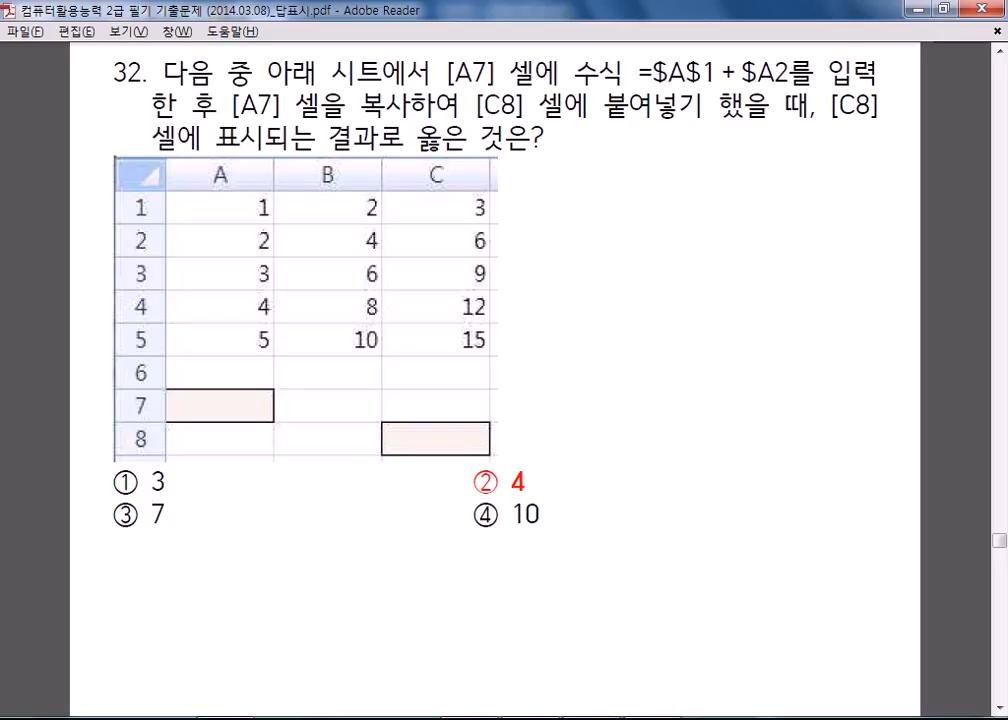 컴퓨터활용능력 2급 필기 기출문제 (2014.03.08)_답표시.pdf - Adobe Reader
파일(F) 편집(E) 보기(V) 창(W) 도움말(H)
32. 다음 중 아래 시트에서 [A7] 셀에 수식 =$A$1+$A2를 입력
한 후 [A7] 셀을 복사하여 [C8] 셀에 붙여넣기 했을 때, [C8]
셀에 표시되는 결과로 옳은 것은?
A B C
1 1 2 3
2 2 4 6
3 3 6 9
4 4 8 12
5 5 10 15
6
7
8
① 3 ② 4
③ 7 ④ 10